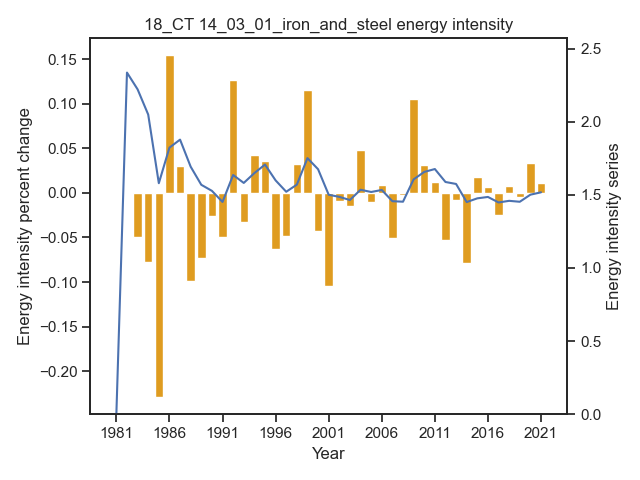 18_CT 14_03_01_iron_and_steel energy intensity
Energy intensity percent change
0.15
0.10
0.05
0.00
−0.05
−0.10
−0.15
−0.20
2.5
2.0
1.5
1.0
0.5
0.0
Energy intensity series
1981 1986 1991 1996 2001 2006 2011 2016 2021
Year